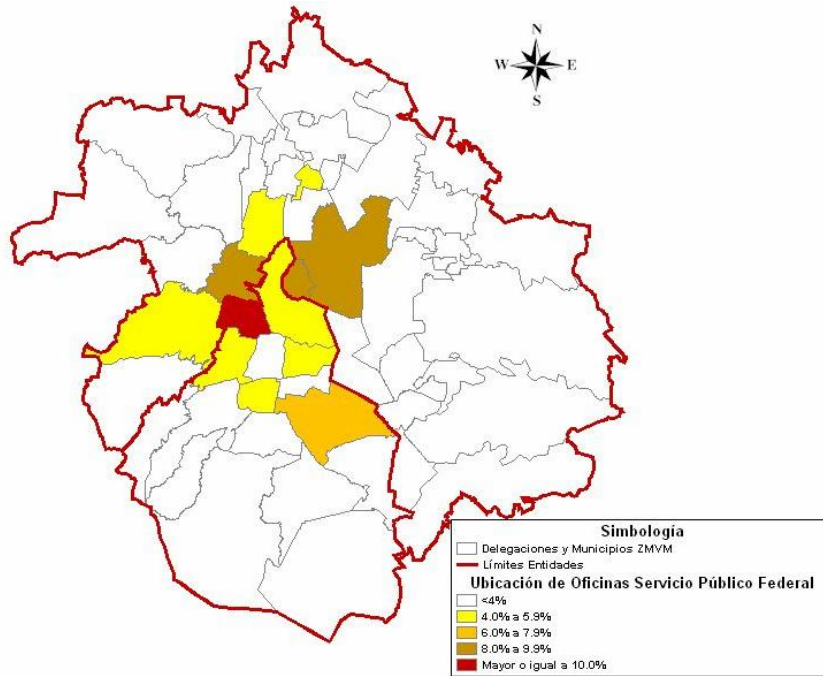 N
W E
S
Simbología
Delegaciones y Municipios ZMVM
Límites Entidades
Ubicación de Oficinas Servicio Público Federal
<4%
4.0% a 5.9%
6.0% a 7.9%
8.0% a 9.9%
Mayor o igual a 10.0%